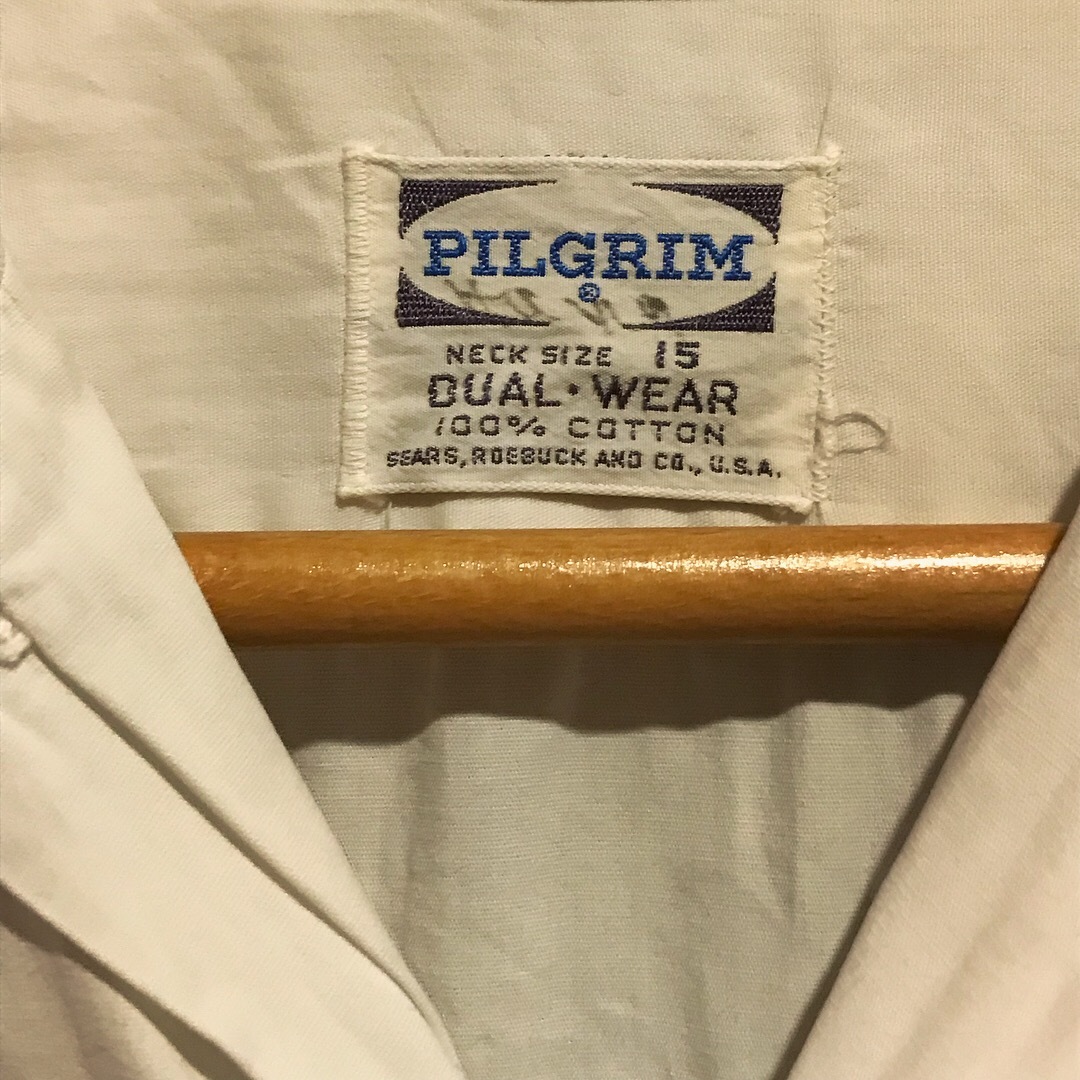 PILGRIM
®
NECK SIZE 15
DUAL·WEAR
100% COTTON
SEARS, ROEBUCK AND CO., U.S.A.